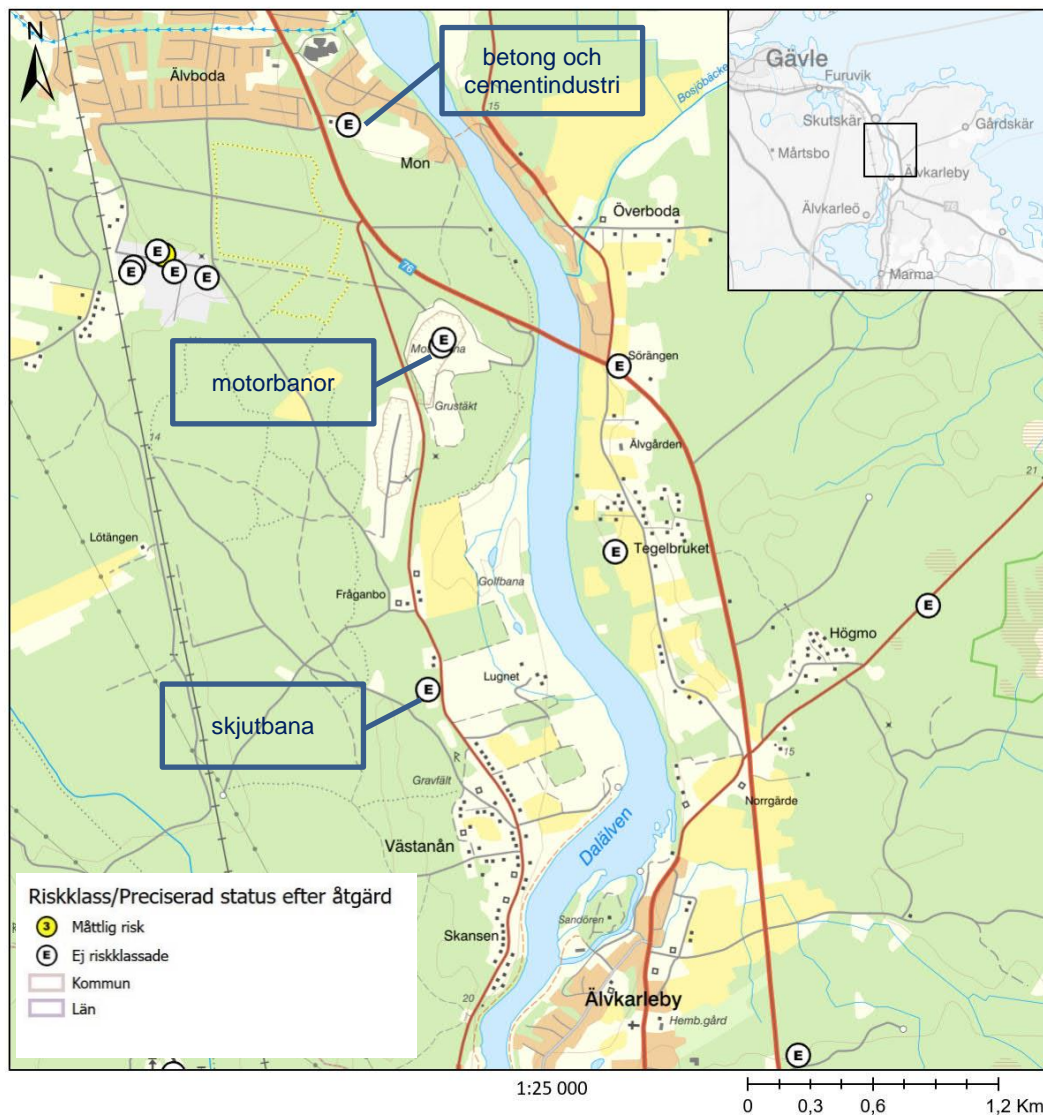 N
Älvboda
betong och
cementindustri
15
Bosjöbäcken
E
Mon
Gävle
Furuvik
Skutskär
Gårdskär
Mårtsbo
Älvkarleby
Älvkarleö
76
Marma
Överboda
E
E
E
E
76
motorbanor
E
Grustäkt
E
Sörängen
Älvgården
14
21
Lötängen
Tegelbruket
E
Golfbana
Fråganbo
E
Högmo
Lugnet
E
skjutbana
15
Gravfält
R
Norrgärde
Västanån
Dalälven
Sandören
Skansen
20
Älvkarleby
Hemb.gård
E
Riskklass/Preciserad status efter åtgärd
3 Måttlig risk
E Ej riskklassade
Kommun
Län
1:25 000
0 0,3 0,6 1,2 Km